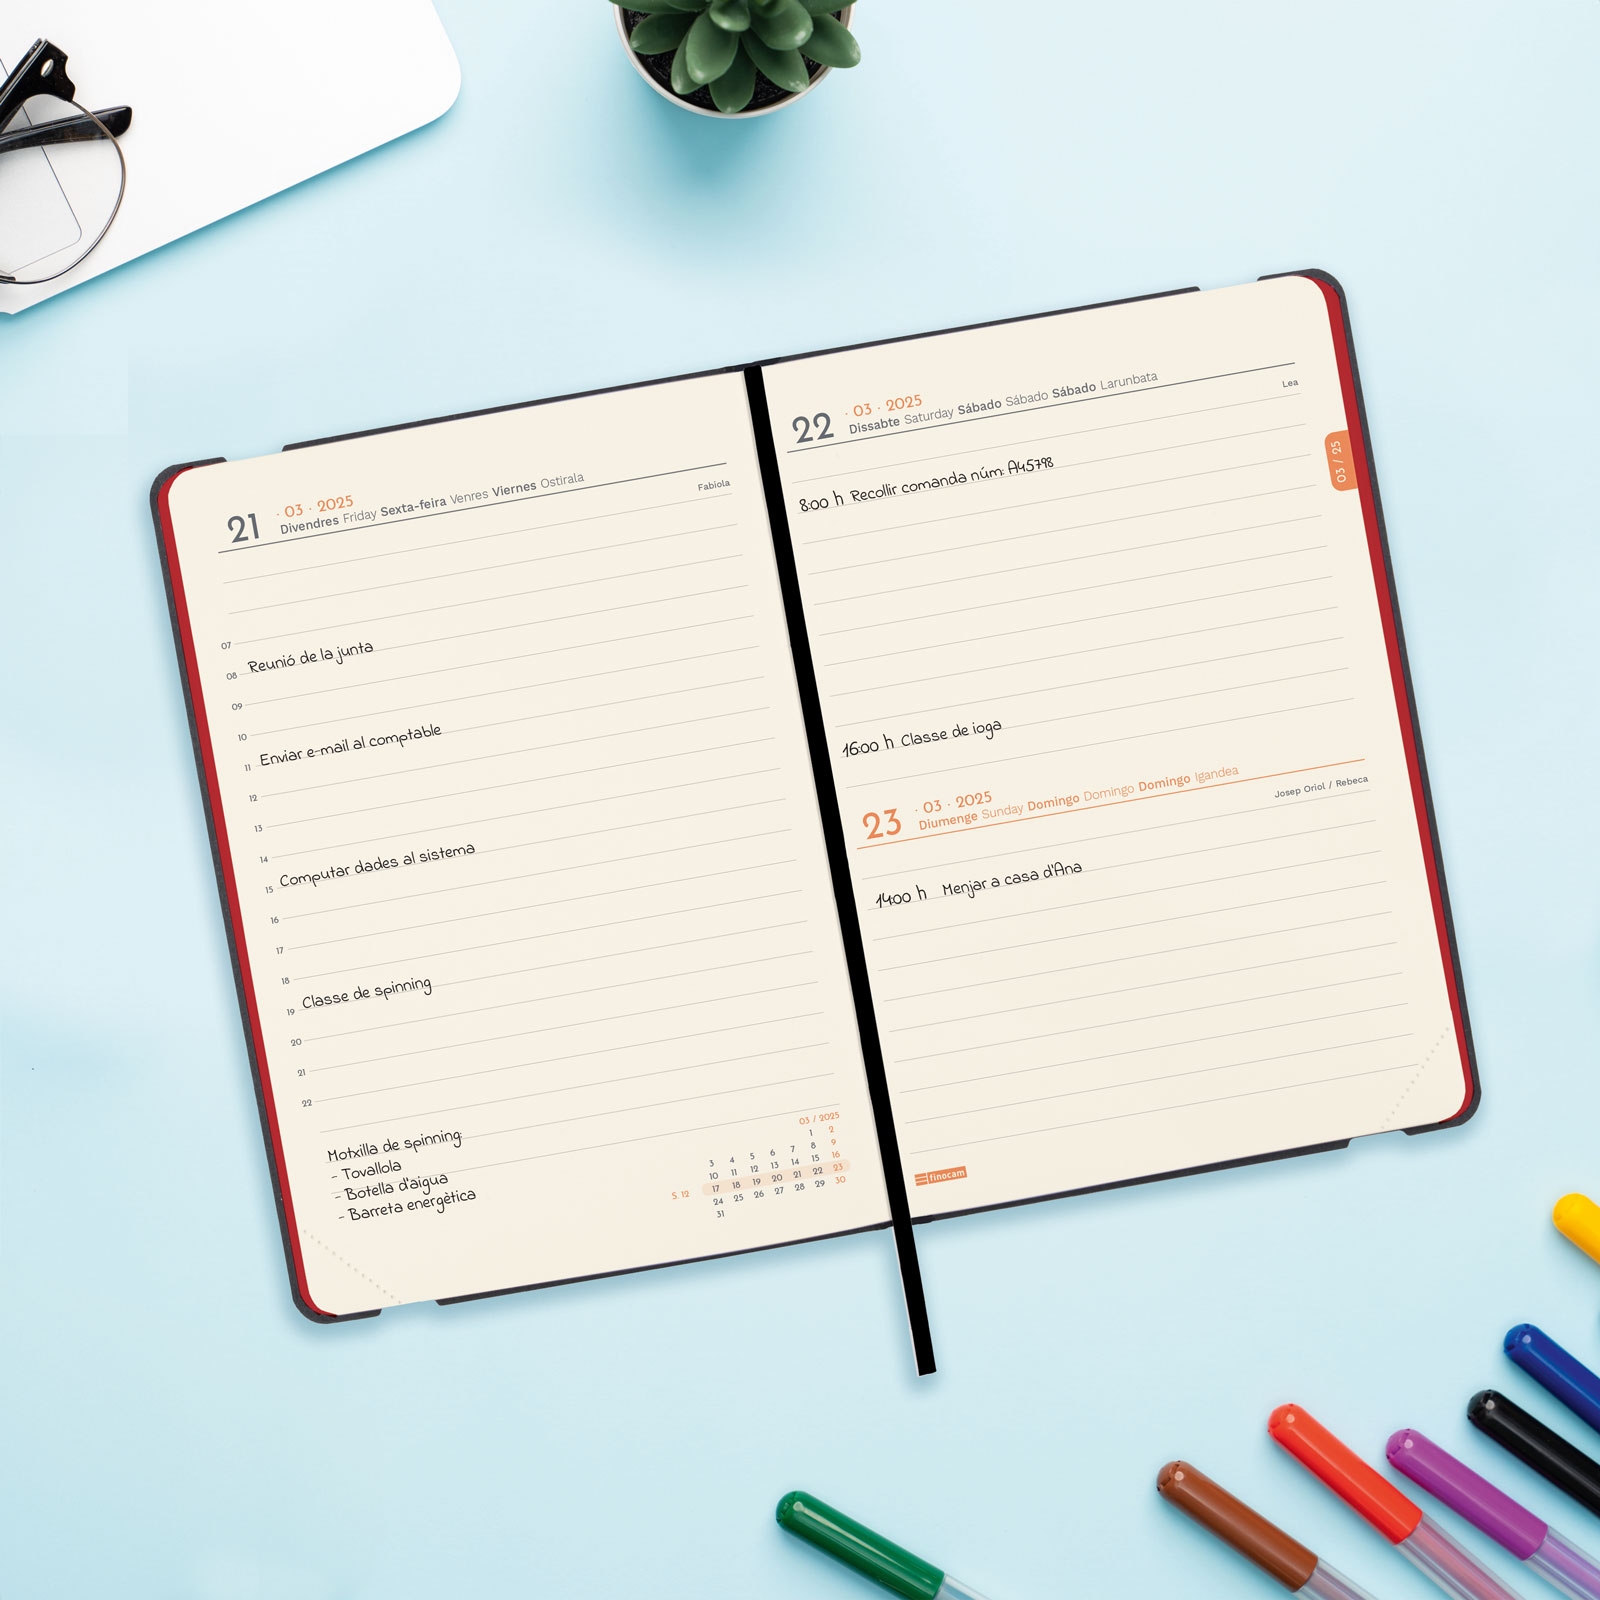 21 · 03 · 2025
Divendres Friday Sexta-feira Venres Viernes Ostirala
Fabiola
07
08 Reunió de la junta
09
10
11 Enviar e-mail al comptable
12
13
14
15 Computar dades al sistema
16
17
18
19 Classe de spinning
20
21
22
Motxilla de spinning:
- Tovallola
- Botella d'aigua
- Barreta energètica
03 / 2025
1 2
3 4 5 6 7 8 9
10 11 12 13 14 15 16
S. 12 17 18 19 20 21 22 23
24 25 26 27 28 29 30
31
22 · 03 · 2025
Dissabte Saturday Sábado Sábado Sábado Larunbata
Lea
8:00 h Recollir comanda núm: A45798
16:00 h Classe de ioga
23 · 03 · 2025
Diumenge Sunday Domingo Domingo Domingo Igandea
Josep Oriol / Rebeca
14:00 h Menjar a casa d'Ana
finocam
03 / 25